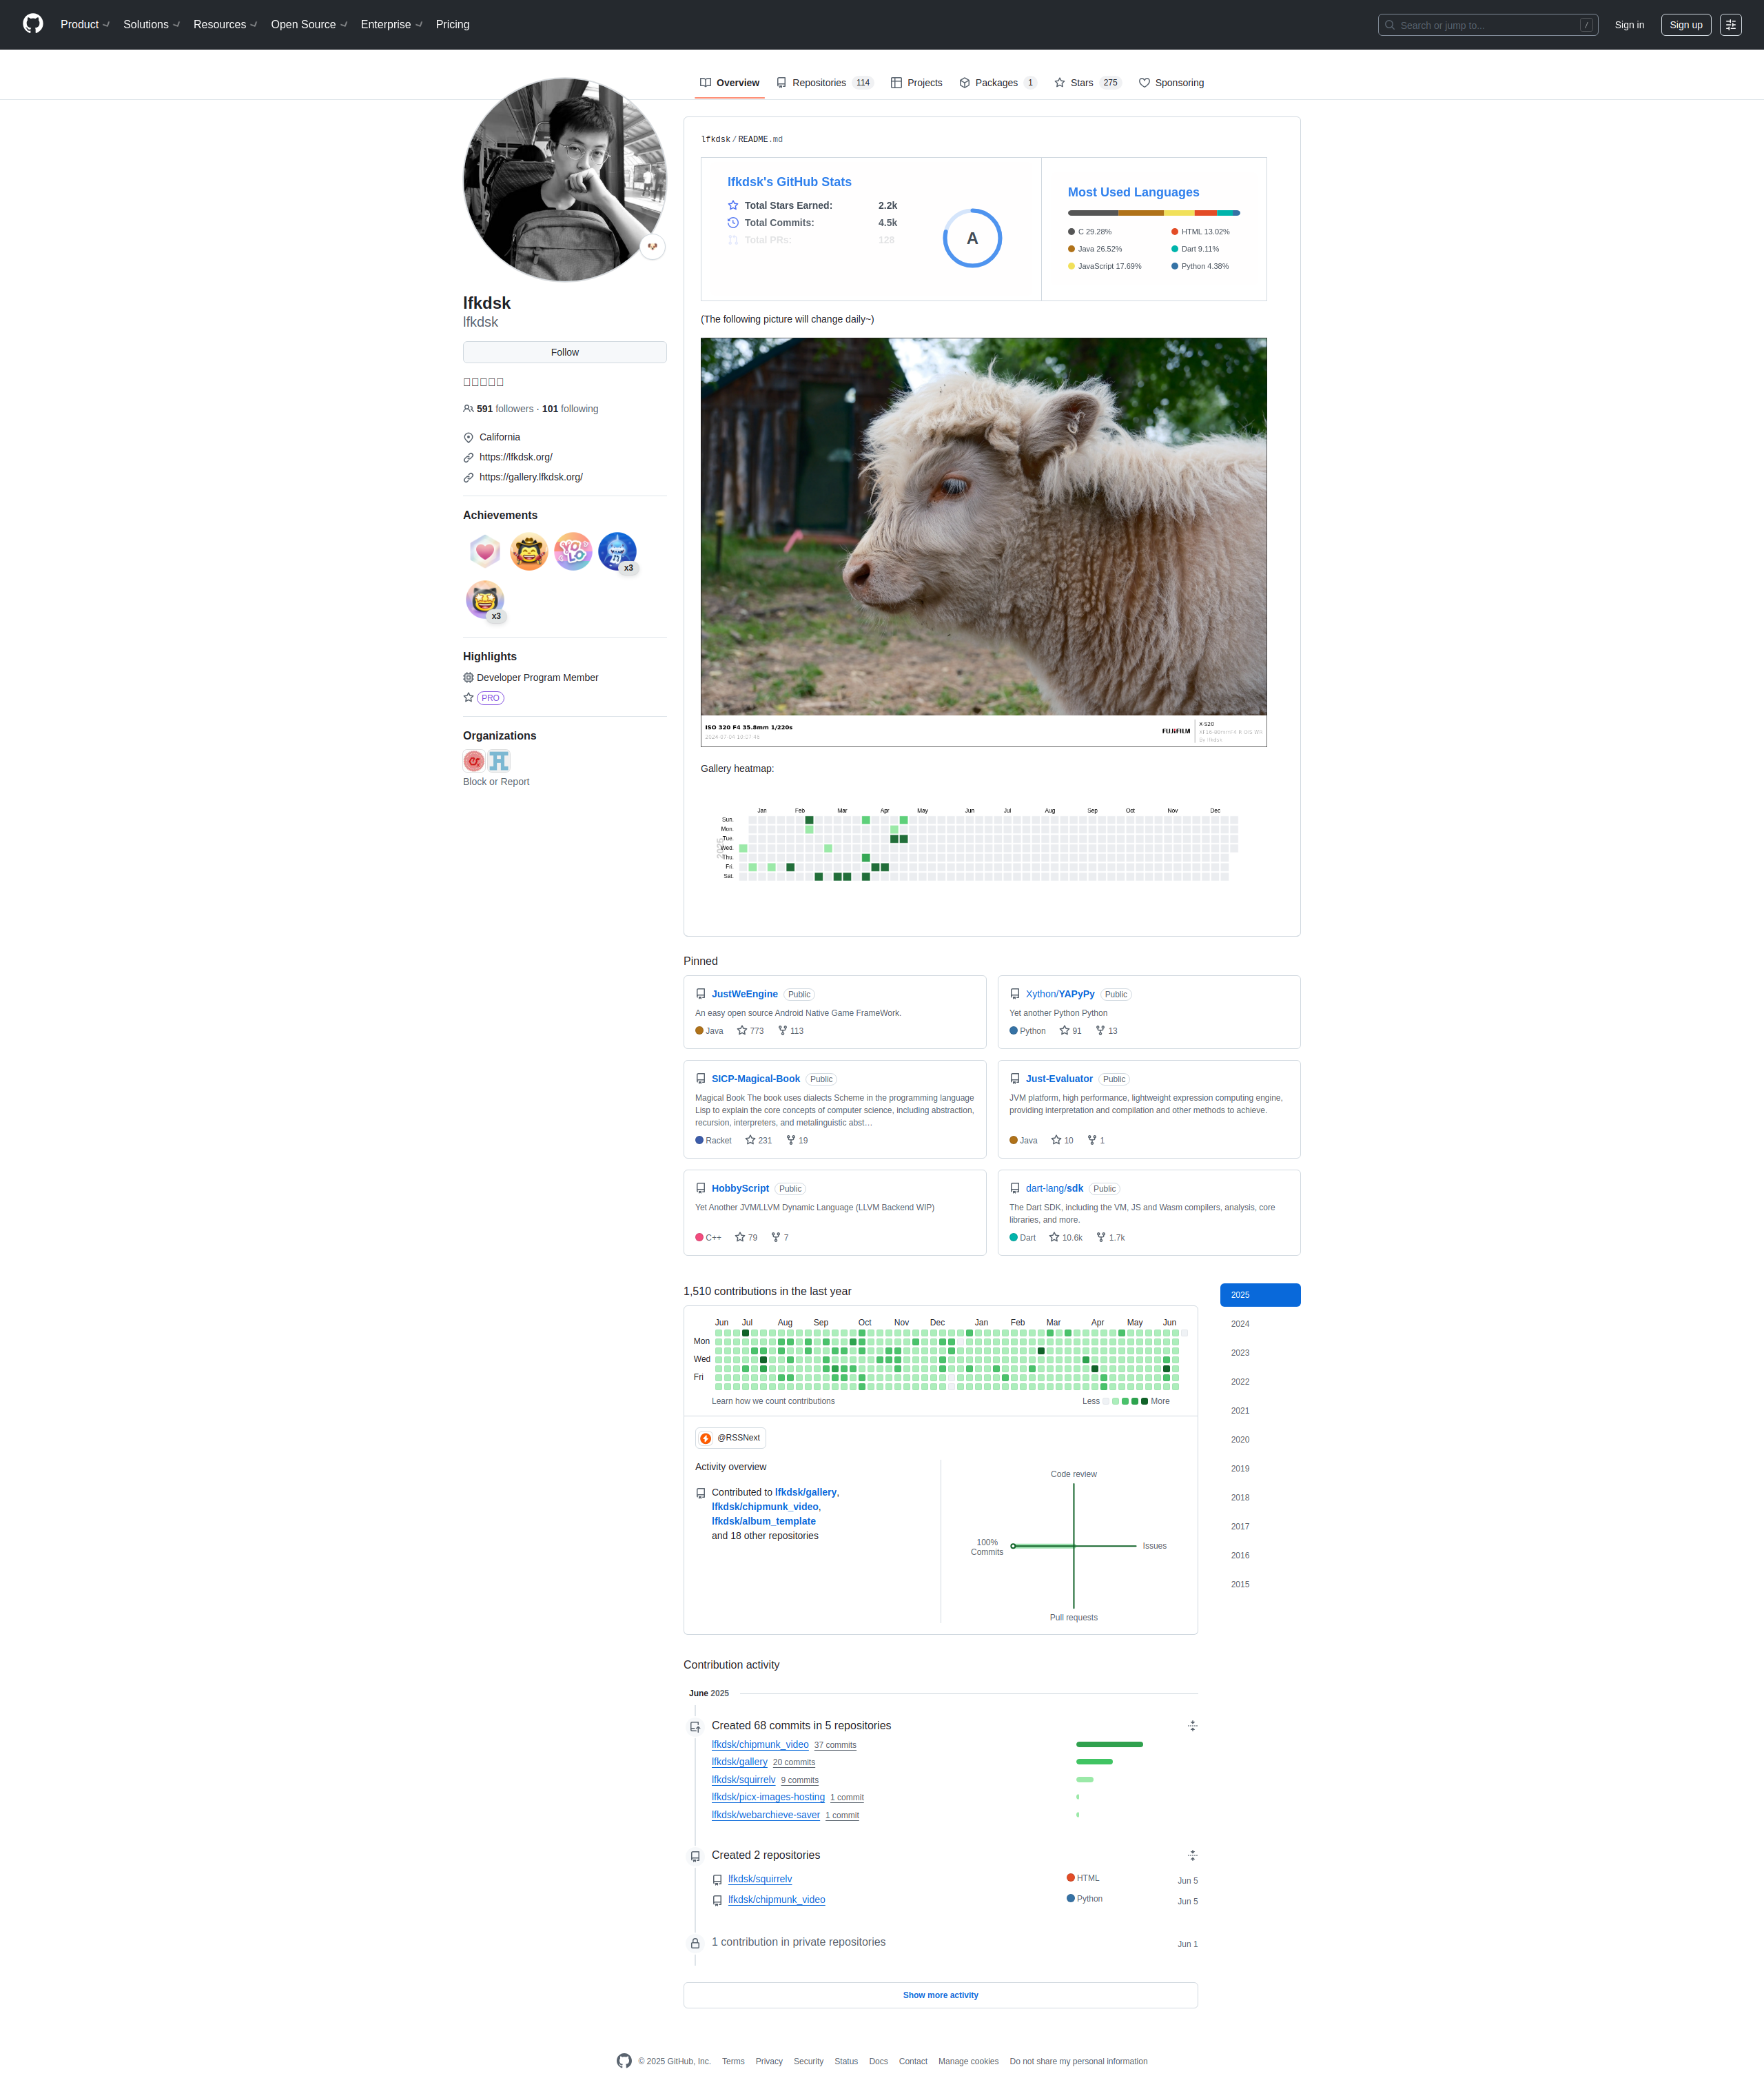 Product
Solutions
Resources
Open Source
Enterprise
Pricing
Search or jump to...
/
Sign in
Sign up
Overview
Repositories 114
Projects
Packages 1
Stars 275
Sponsoring
lfkdsk
lfkdsk
Follow
591 followers · 101 following
California
https://lfkdsk.org/
https://gallery.lfkdsk.org/
Achievements
YOLO
x3
x3
Highlights
Developer Program Member
PRO
Organizations
Block or Report
lfkdsk/README.md
lfkdsk's GitHub Stats
Total Stars Earned: 2.2k
Total Commits: 4.5k
Total PRs: 128
A
Most Used Languages
C 29.28%
Java 26.52%
JavaScript 17.69%
HTML 13.02%
Dart 9.11%
Python 4.38%
(The following picture will change daily~)
ISO 320 F4 35.8mm 1/220s
FUJIFILM
X-S20
Gallery heatmap:
Jan Feb Mar Apr May Jun Jul Aug Sep Oct Nov Dec
Sun.
Mon.
Tue.
Wed.
Thu.
Fri.
Sat.
Pinned
JustWeEngine Public
An easy open source Android Native Game FrameWork.
Java 773 113
Xython/YAPyPy Public
Yet another Python Python
Python 91 13
SICP-Magical-Book Public
Magical Book The book uses dialects Scheme in the programming language
Lisp to explain the core concepts of computer science, including abstraction,
recursion, interpreters, and metalinguistic abst…
Racket 231 19
Just-Evaluator Public
JVM platform, high performance, lightweight expression computing engine,
providing interpretation and compilation and other methods to achieve.
Java 10 1
HobbyScript Public
Yet Another JVM/LLVM Dynamic Language (LLVM Backend WIP)
C++ 79 7
dart-lang/sdk Public
The Dart SDK, including the VM, JS and Wasm compilers, analysis, core
libraries, and more.
Dart 10.6k 1.7k
1,510 contributions in the last year
Jun Jul Aug Sep Oct Nov Dec Jan Feb Mar Apr May Jun
Mon
Wed
Fri
Learn how we count contributions
Less More
@RSSNext
Activity overview
Contributed to lfkdsk/gallery,
lfkdsk/chipmunk_video,
lfkdsk/album_template
and 18 other repositories
Code review
100%
Commits
Issues
Pull requests
2025
2024
2023
2022
2021
2020
2019
2018
2017
2016
2015
Contribution activity
June 2025
Created 68 commits in 5 repositories
lfkdsk/chipmunk_video 37 commits
lfkdsk/gallery 20 commits
lfkdsk/squirrelv 9 commits
lfkdsk/picx-images-hosting 1 commit
lfkdsk/webarchieve-saver 1 commit
Created 2 repositories
lfkdsk/squirrelv HTML Jun 5
lfkdsk/chipmunk_video Python Jun 5
1 contribution in private repositories Jun 1
Show more activity
© 2025 GitHub, Inc.
Terms
Privacy
Security
Status
Docs
Contact
Manage cookies
Do not share my personal information